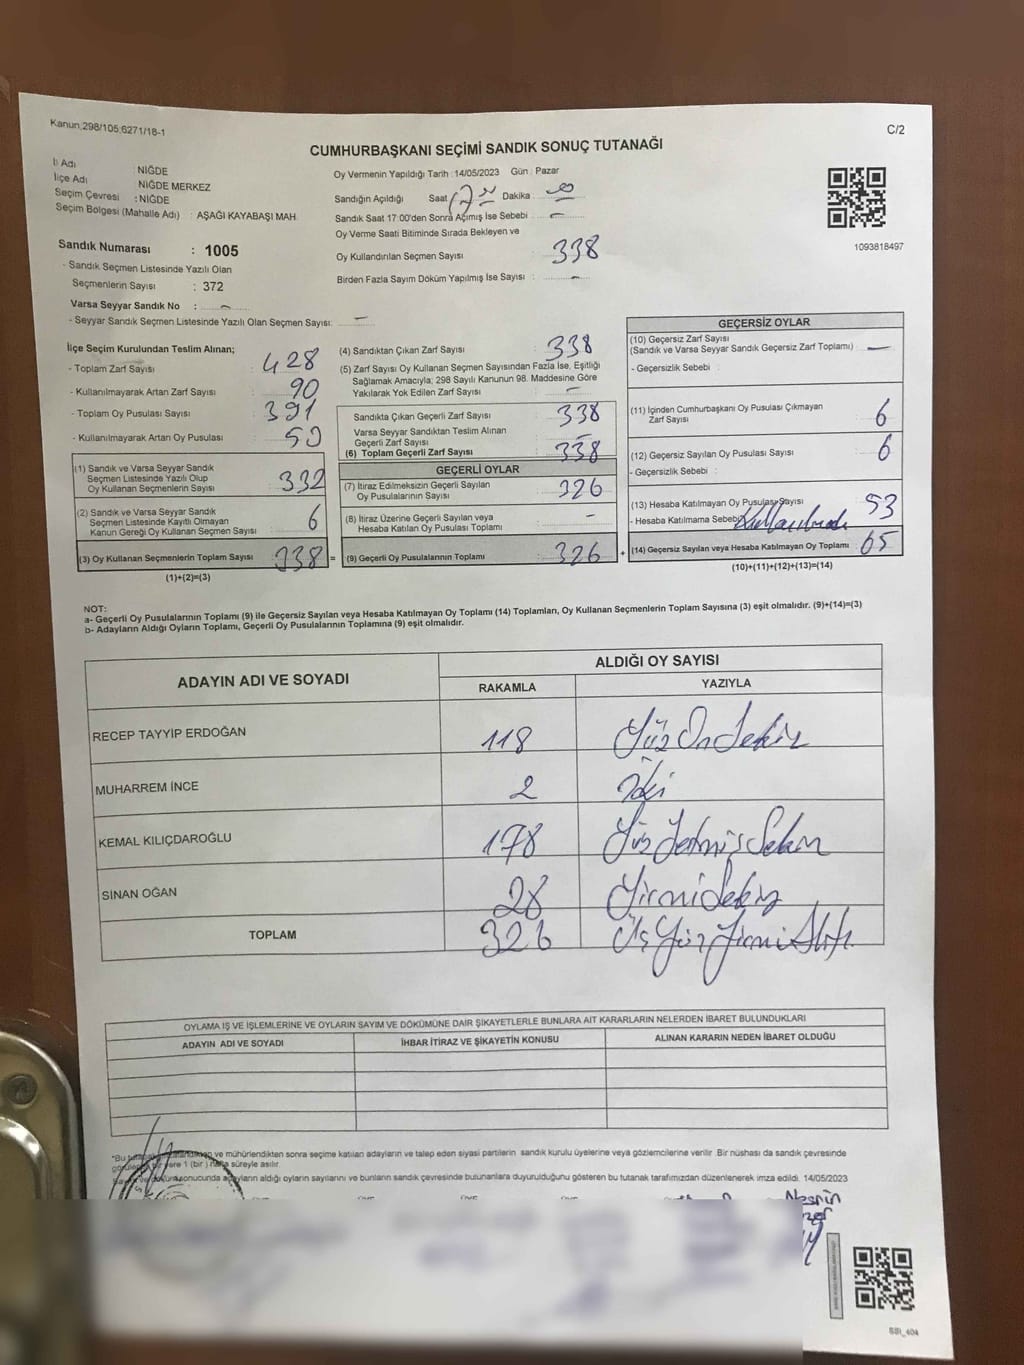 Kanun 298/105,6271/18-1
C/2
CUMHURBAŞKANI SEÇİMİ SANDIK SONUÇ TUTANAĞI
İl Adı : NİĞDE
İlçe Adı : NİĞDE MERKEZ
Seçim Çevresi : NİĞDE
Seçim Bölgesi (Mahalle Adı) : AŞAĞI KAYABAŞI MAH.
Oy Vermenin Yapıldığı Tarih : 14/05/2023 Gün : Pazar
Sandığın Açıldığı Saat Dakika
Sandık Saat 17:00'den Sonra Açımış İse Sebebi : -
Oy Verme Saati Bitiminde Sırada Bekleyen ve
Oy Kullandırılan Seçmen Sayısı : 338
Birden Fazla Sayım Döküm Yapılmış İse Sayısı : -
1093818497
Sandık Numarası : 1005
- Sandık Seçmen Listesinde Yazılı Olan
Seçmenlerin Sayısı : 372
Varsa Seyyar Sandık No : -
- Seyyar Sandık Seçmen Listesinde Yazılı Olan Seçmen Sayısı: -
İlçe Seçim Kurulundan Teslim Alınan;
- Toplam Zarf Sayısı : 428
- Kullanılmayarak Artan Zarf Sayısı : 90
- Toplam Oy Pusulası Sayısı : 391
- Kullanılmayarak Artan Oy Pusulası :
(1) Sandık ve Varsa Seyyar Sandık
Seçmen Listesinde Yazılı Olup
Oy Kullanan Seçmenlerin Sayısı : 332
(2) Sandık ve Varsa Seyyar Sandık
Seçmen Listesinde Kayıtlı Olmayan
Kanun Gereği Oy Kullanan Seçmen Sayısı : 6
(3) Oy Kullanan Seçmenlerin Toplam Sayısı : 338 =
(1)+(2)=(3)
(4) Sandıktan Çıkan Zarf Sayısı : 338
(5) Zarf Sayısı Oy Kullanan Seçmen Sayısından Fazla İse, Eşitliği
Sağlamak Amacıyla; 298 Sayılı Kanunun 98. Maddesine Göre
Yakılarak Yok Edilen Zarf Sayısı : -
Sandıkta Çıkan Geçerli Zarf Sayısı : 338
Varsa Seyyar Sandıktan Teslim Alınan
Geçerli Zarf Sayısı : -
(6) Toplam Geçerli Zarf Sayısı : 338
GEÇERLİ OYLAR
(7) İtiraz Edilmeksizin Geçerli Sayılan
Oy Pusulalarının Sayısı : 326
(8) İtiraz Üzerine Geçerli Sayılan veya
Hesaba Katılan Oy Pusulası Toplamı : -
(9) Geçerli Oy Pusulalarının Toplamı : 326 +
GEÇERSİZ OYLAR
(10) Geçersiz Zarf Sayısı
(Sandık ve Varsa Seyyar Sandık Geçersiz Zarf Toplamı) : -
- Geçersizlik Sebebi :
(11) İçinden Cumhurbaşkanı Oy Pusulası Çıkmayan
Zarf Sayısı : 6
(12) Geçersiz Sayılan Oy Pusulası Sayısı : 6
- Geçersizlik Sebebi :
(13) Hesaba Katılmayan Oy Pusulası Sayısı : 53
- Hesaba Katılmama Sebebi
(14) Geçersiz Sayılan veya Hesaba Katılmayan Oy Toplamı : 65
(10)+(11)+(12)+(13)=(14)
NOT:
a- Geçerli Oy Pusulalarının Toplamı (9) ile Geçersiz Sayılan veya Hesaba Katılmayan Oy Toplamı (14) Toplamları, Oy Kullanan Seçmenlerin Toplam Sayısına (3) eşit olmalıdır. (9)+(14)=(3)
b- Adayların Aldığı Oyların Toplamı, Geçerli Oy Pusulalarının Toplamına (9) eşit olmalıdır.
ADAYIN ADI VE SOYADI ALDIĞI OY SAYISI
RAKAMLA YAZIYLA
RECEP TAYYİP ERDOĞAN 118 Yüz On Sekiz
MUHARREM İNCE 2 İki
KEMAL KILIÇDAROĞLU 178 Yüz Yetmiş Sekiz
SİNAN OĞAN 28 Yirmi Sekiz
TOPLAM 326 Üç Yüz Yirmi Altı
OYLAMA İŞ VE İŞLEMLERİNE VE OYLARIN SAYIM VE DÖKÜMÜNE DAİR ŞİKAYETLERLE BUNLARA AİT KARARLARIN NELERDEN İBARET BULUNDUKLARI
ADAYIN ADI VE SOYADI İHBAR İTİRAZ VE ŞİKAYETİN KONUSU ALINAN KARARIN NEDEN İBARET OLDUĞU
*Bu ve mühürlendikten sonra seçime katılan adayların ve talep eden siyasi partilerin sandık kurulu üyelerine veya gözlemcilerine verilir. Bir nüshası da sandık çevresinde
bir yere 1 (bir) hafta süreyle asılır.
sonucunda adayların aldığı oyların sayılarını ve bunların sandık çevresinde bulunanlara duyurulduğunu gösteren bu tutanak tarafımızdan düzenlenerek imza edildi. 14/05/2023
Nesrin
SBI_404